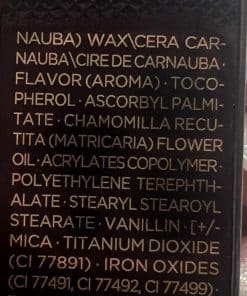 NAUBA) WAX\CERA CAR-
NAUBA\CIRE DE CARNAUBA ·
FLAVOR (AROMA) · TOCO-
PHEROL · ASCORBYL PALMI-
TATE · CHAMOMILLA RECU-
TITA (MATRICARIA) FLOWER
OIL · ACRYLATES COPOLYMER ·
POLYETHYLENE TEREPHTH-
ALATE · STEARYL STEAROYL
STEARATE · VANILLIN · [+/-
MICA · TITANIUM DIOXIDE
(CI 77891) · IRON OXIDES
(CI 77491, CI 77492, CI 77499) ·